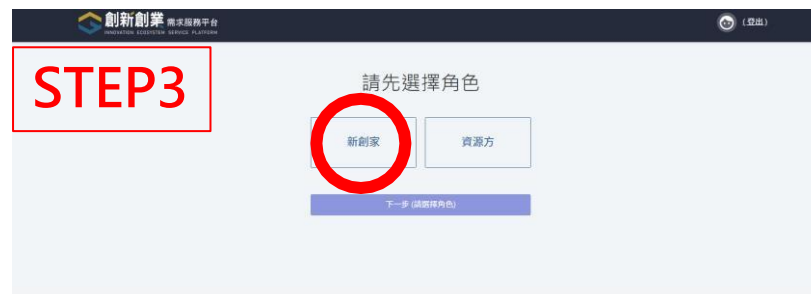 創新創業 需求服務平台
INNOVATION ECOSYSTEM SERVICE PLATFORM
(登出)
STEP3
請先選擇角色
新創家
資源方
下一步 (請選擇角色)